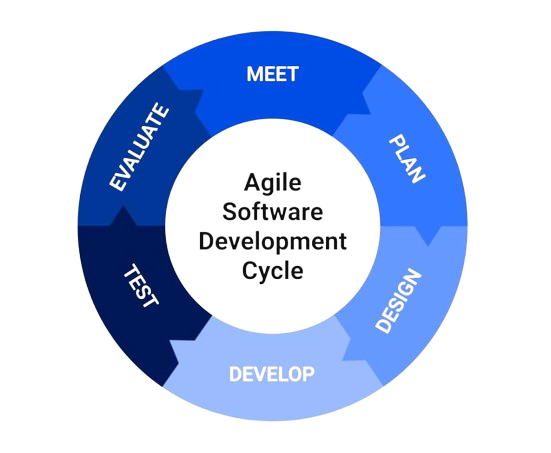 MEET
PLAN
DESIGN
DEVELOP
TEST
EVALUATE
Agile
Software
Development
Cycle